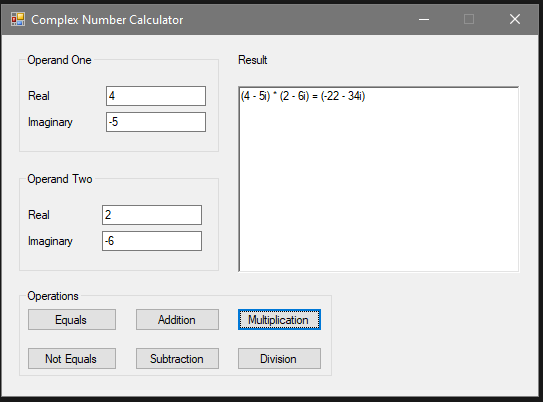 Complex Number Calculator
Operand One
Real 4
Imaginary -5
Operand Two
Real 2
Imaginary -6
Result
(4 - 5i) * (2 - 6i) = (-22 - 34i)
Operations
Equals Addition Multiplication
Not Equals Subtraction Division